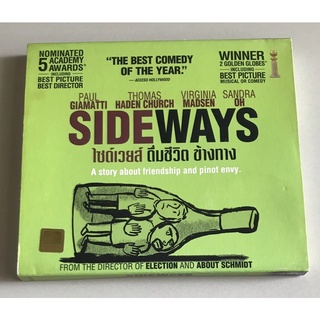 NOMINATED
5 ACADEMY
AWARDS®
INCLUDING
BEST PICTURE
BEST DIRECTOR
"THE BEST COMEDY
OF THE YEAR."
– ACCESS HOLLYWOOD
WINNER
2 GOLDEN GLOBES®
INCLUDING
BEST PICTURE
MUSICAL OR COMEDY
PAUL GIAMATTI
THOMAS HADEN CHURCH
VIRGINIA MADSEN
SANDRA OH
SIDEWAYS
ไซด์เวยส์ ดื่มชีวิต ข้างทาง
A story about friendship and pinot envy.
FROM THE DIRECTOR OF ELECTION AND ABOUT SCHMIDT